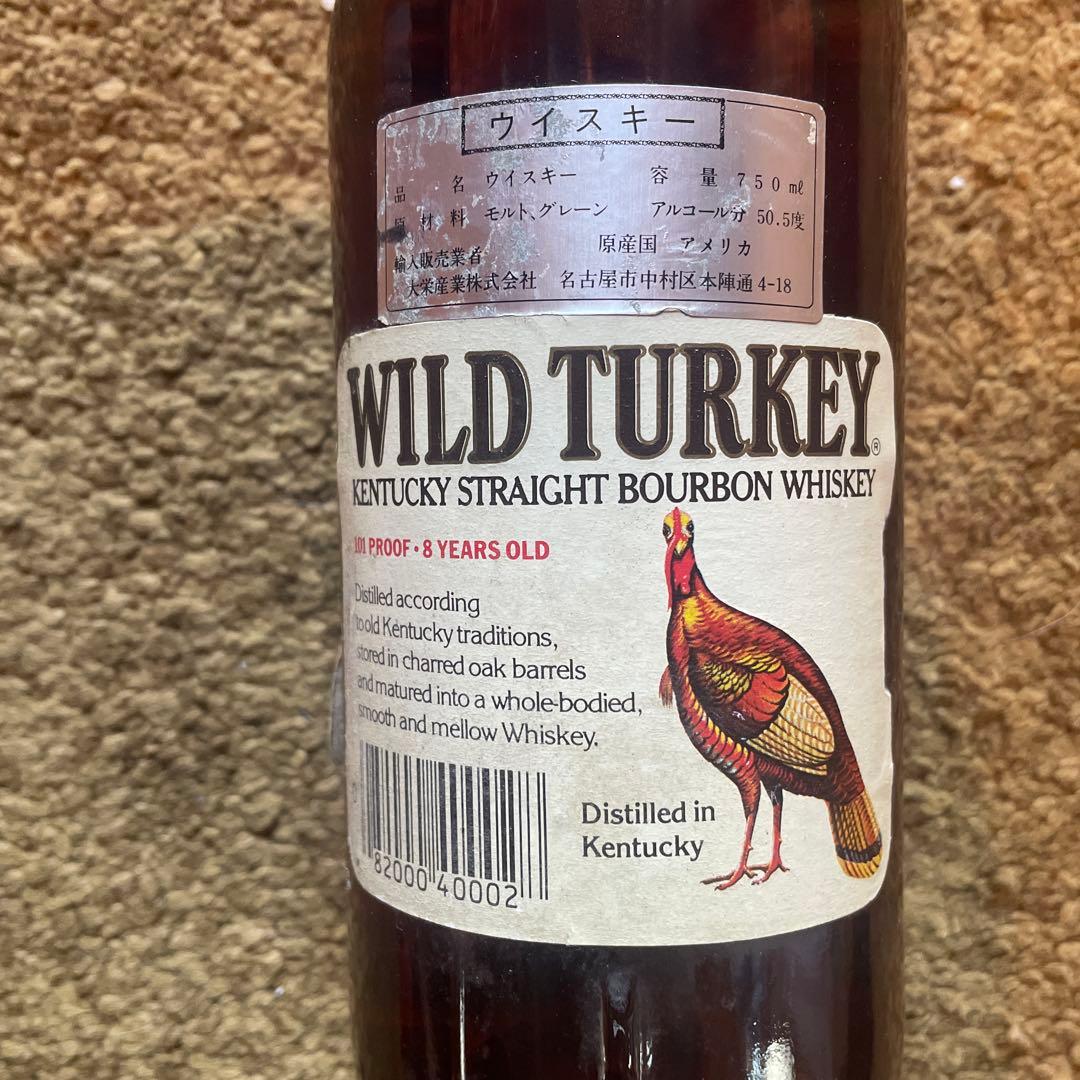 ウイスキー
品名 ウイスキー 容量 750mℓ
原材料 モルト、グレーン アルコール分 50.5度
輸入販売業者 原産国 アメリカ
大栄産業株式会社 名古屋市中村区本陣通4-18
WILD TURKEY®
KENTUCKY STRAIGHT BOURBON WHISKEY
101 PROOF • 8 YEARS OLD
Distilled according
to old Kentucky traditions,
stored in charred oak barrels
and matured into a whole-bodied,
smooth and mellow Whiskey.
Distilled in
Kentucky
82000 40002